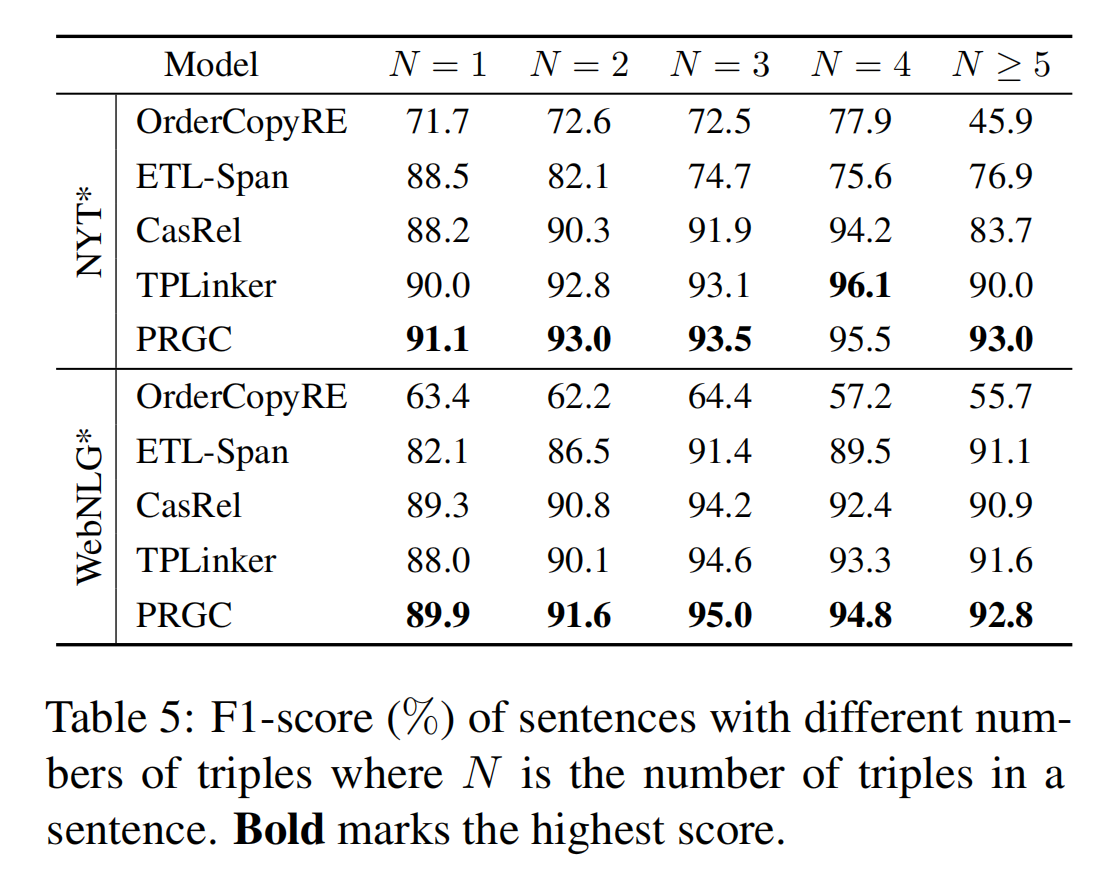 Model N = 1 N = 2 N = 3 N = 4 N ≥ 5
NYT*
OrderCopyRE 71.7 72.6 72.5 77.9 45.9
ETL-Span 88.5 82.1 74.7 75.6 76.9
CasRel 88.2 90.3 91.9 94.2 83.7
TPLinker 90.0 92.8 93.1 96.1 90.0
PRGC 91.1 93.0 93.5 95.5 93.0
WebNLG*
OrderCopyRE 63.4 62.2 64.4 57.2 55.7
ETL-Span 82.1 86.5 91.4 89.5 91.1
CasRel 89.3 90.8 94.2 92.4 90.9
TPLinker 88.0 90.1 94.6 93.3 91.6
PRGC 89.9 91.6 95.0 94.8 92.8
Table 5: F1-score (%) of sentences with different num-
bers of triples where N is the number of triples in a
sentence. Bold marks the highest score.